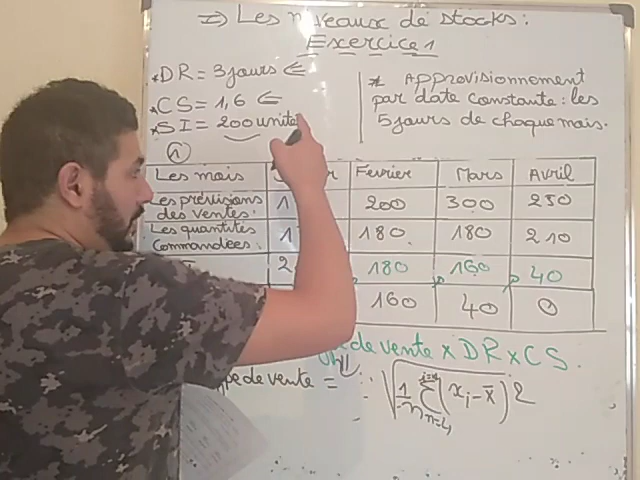 I) Les niveaux de stocks:
Exercice 1
* DR = 3 jours ⇐
* CS = 1,6 ⇐
* SI = 200 unités
* Approvisionnement
par date constante: les
5 jours de chaque mois.
1
Les mois Fevrier Mars Avril
Les prévisions des ventes: 1 200 300 250
Les quantités commandées: 1 180 180 210
2 180 160 40
160 40 0
de vente x DR x CS.
de vente = √ 1/n Σ (xi - x̄) 2